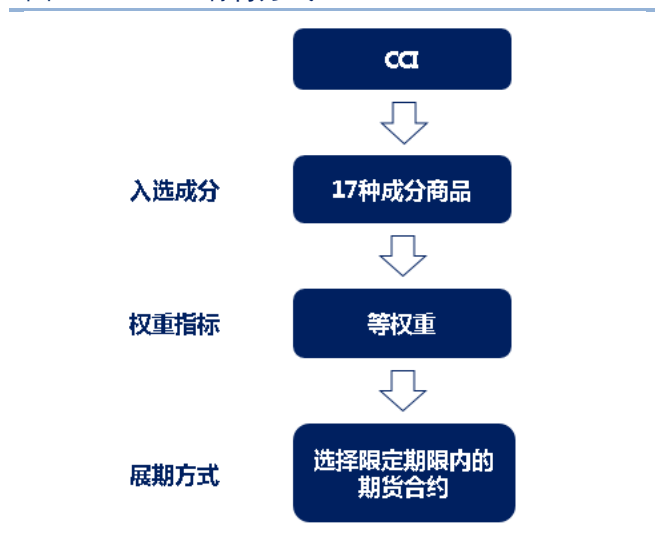 CCI
入选成分
17种成分商品
权重指标
等权重
展期方式
选择限定期限内的
期货合约